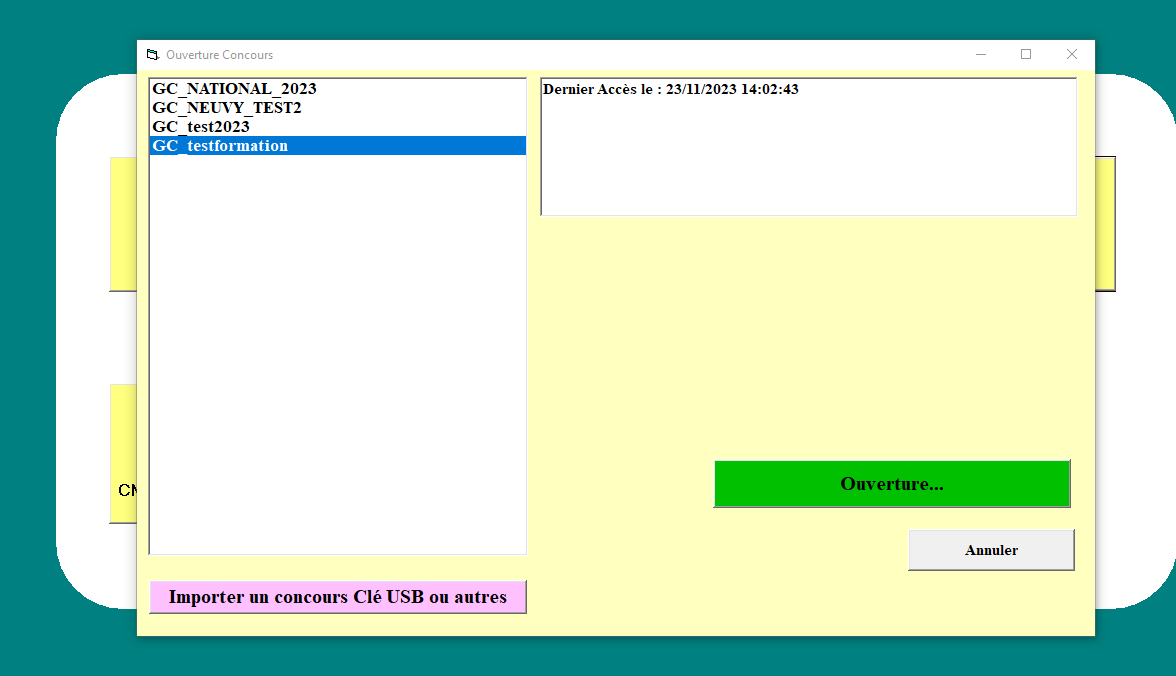 Ouverture Concours
GC_NATIONAL_2023
GC_NEUVY_TEST2
GC_test2023
GC_testformation
Dernier Accès le : 23/11/2023 14:02:43
Ouverture...
Annuler
Importer un concours Clé USB ou autres